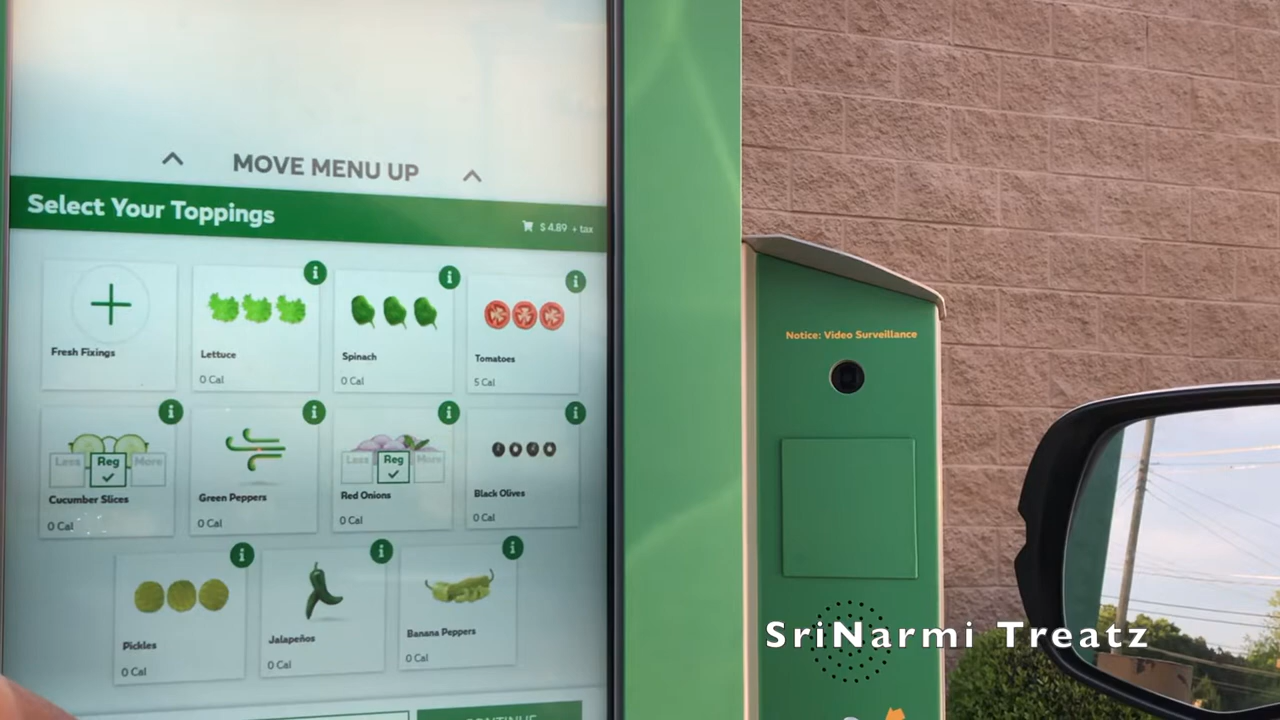 MOVE MENU UP
Select Your Toppings
$ 4.89 + tax
Fresh Fixings
i
Lettuce
0 Cal
i
Spinach
0 Cal
i
Tomatoes
5 Cal
i
Less Reg More
Cucumber Slices
0 Cal
i
Green Peppers
0 Cal
i
Less Reg More
Red Onions
0 Cal
i
Black Olives
0 Cal
i
Pickles
0 Cal
i
Jalapeños
0 Cal
i
Banana Peppers
0 Cal
CONTINUE
Notice: Video Surveillance
SriNarmi Treatz